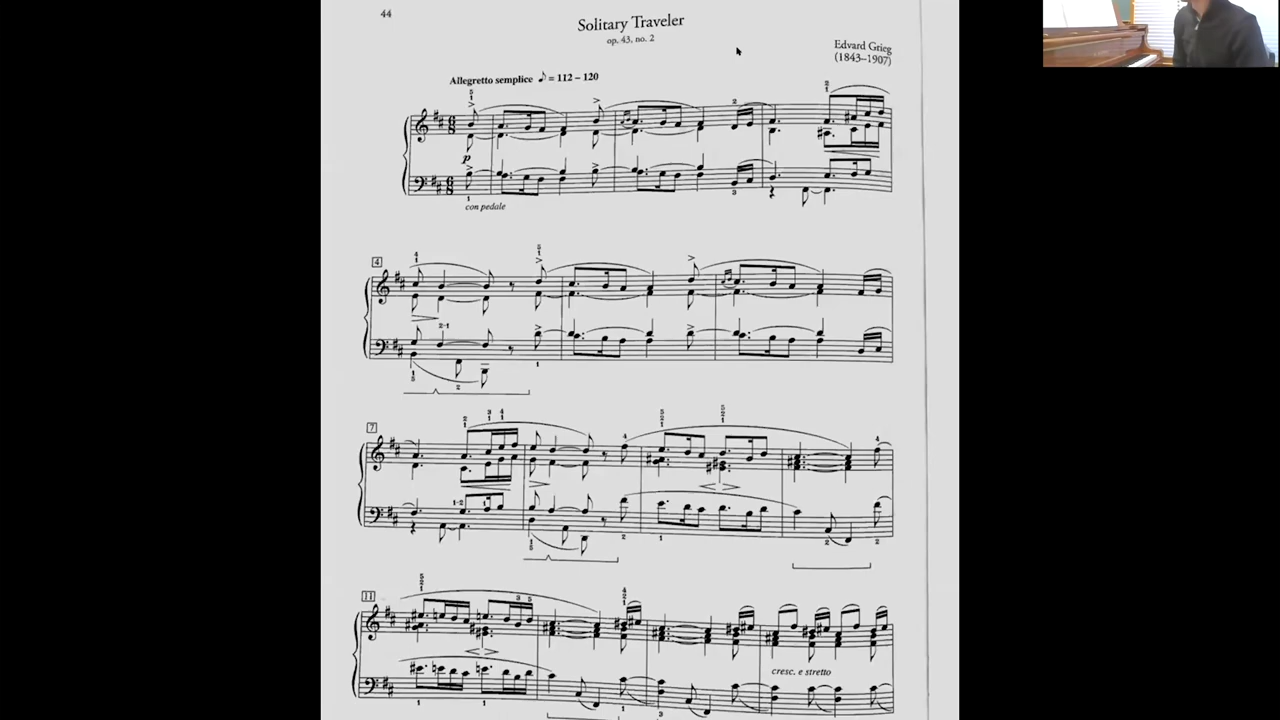 44
Solitary Traveler
op. 43, no. 2
Edvard Grieg
(1843–1907)
Allegretto semplice ♪ = 112 – 120
p
con pedale
4
7
11
cresc. e stretto